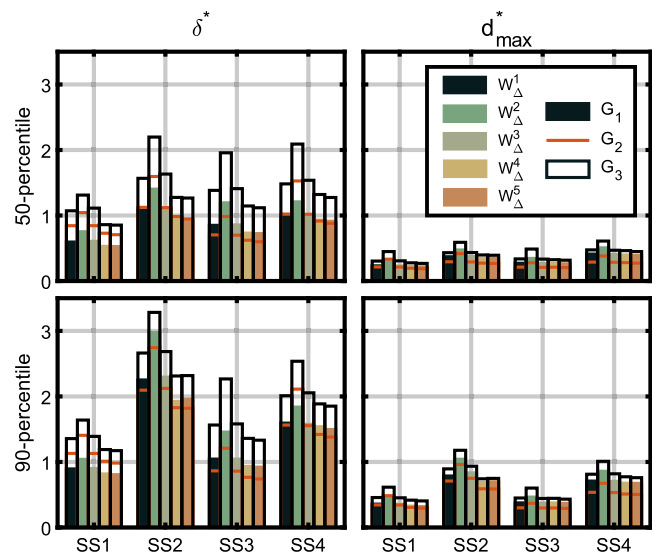 δ*
d*max
50-percentile
3
2
1
0
W¹Δ
W²Δ
W³Δ
W⁴Δ
W⁵Δ
G₁
G₂
G₃
90-percentile
3
2
1
0
SS1 SS2 SS3 SS4
SS1 SS2 SS3 SS4